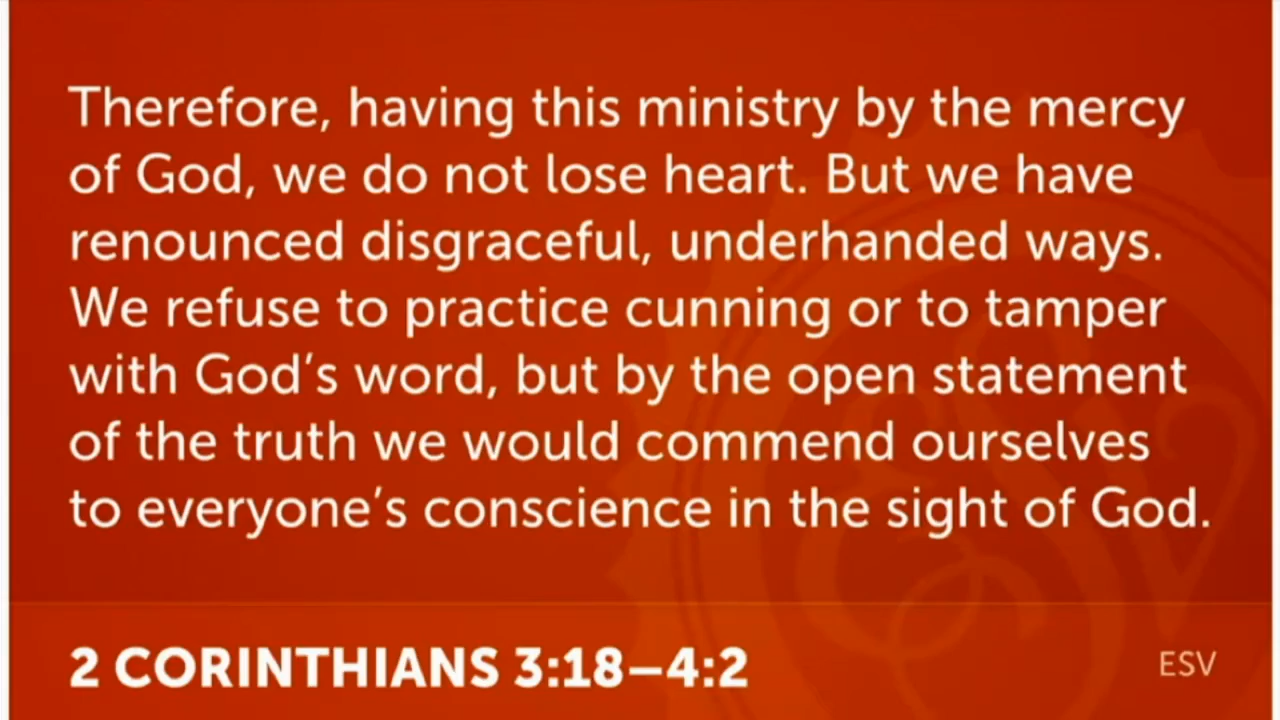 Therefore, having this ministry by the mercy
of God, we do not lose heart. But we have
renounced disgraceful, underhanded ways.
We refuse to practice cunning or to tamper
with God's word, but by the open statement
of the truth we would commend ourselves
to everyone's conscience in the sight of God.
2 CORINTHIANS 3:18–4:2
ESV